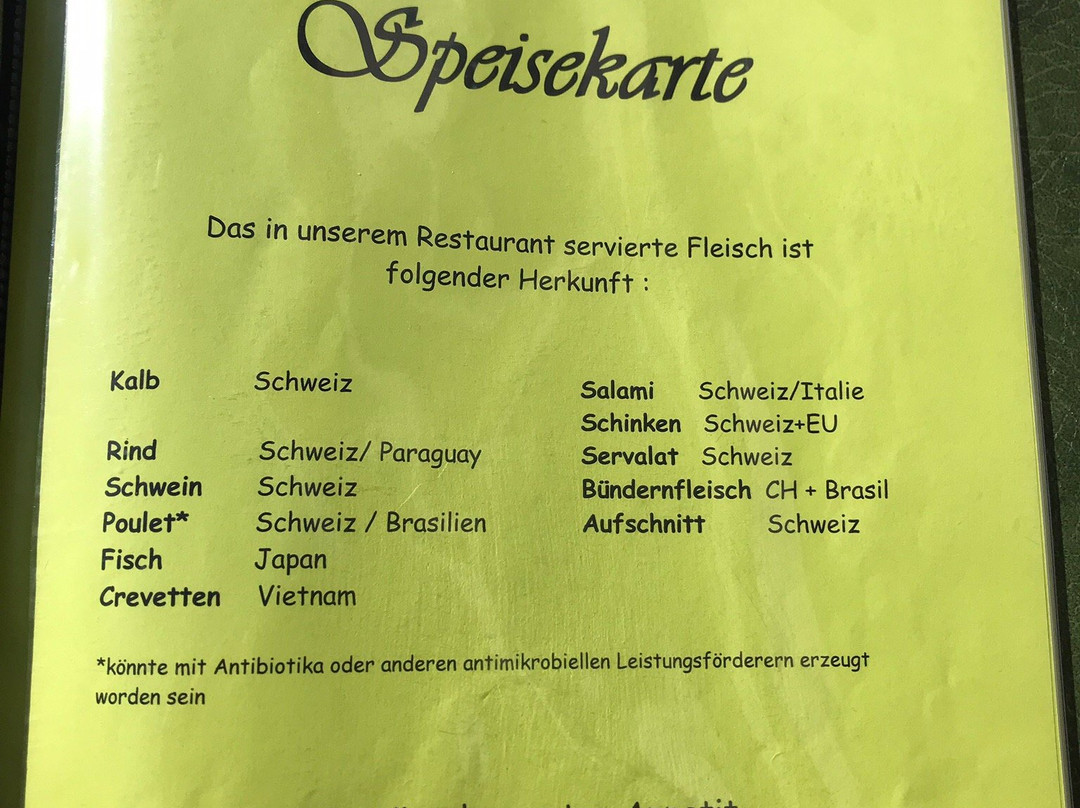 Speisekarte
Das in unserem Restaurant servierte Fleisch ist
folgender Herkunft :
Kalb Schweiz
Rind Schweiz/ Paraguay
Schwein Schweiz
Poulet* Schweiz / Brasilien
Fisch Japan
Crevetten Vietnam
Salami Schweiz/Italie
Schinken Schweiz+EU
Servalat Schweiz
Bündernfleisch CH + Brasil
Aufschnitt Schweiz
*könnte mit Antibiotika oder anderen antimikrobiellen Leistungsförderern erzeugt
worden sein